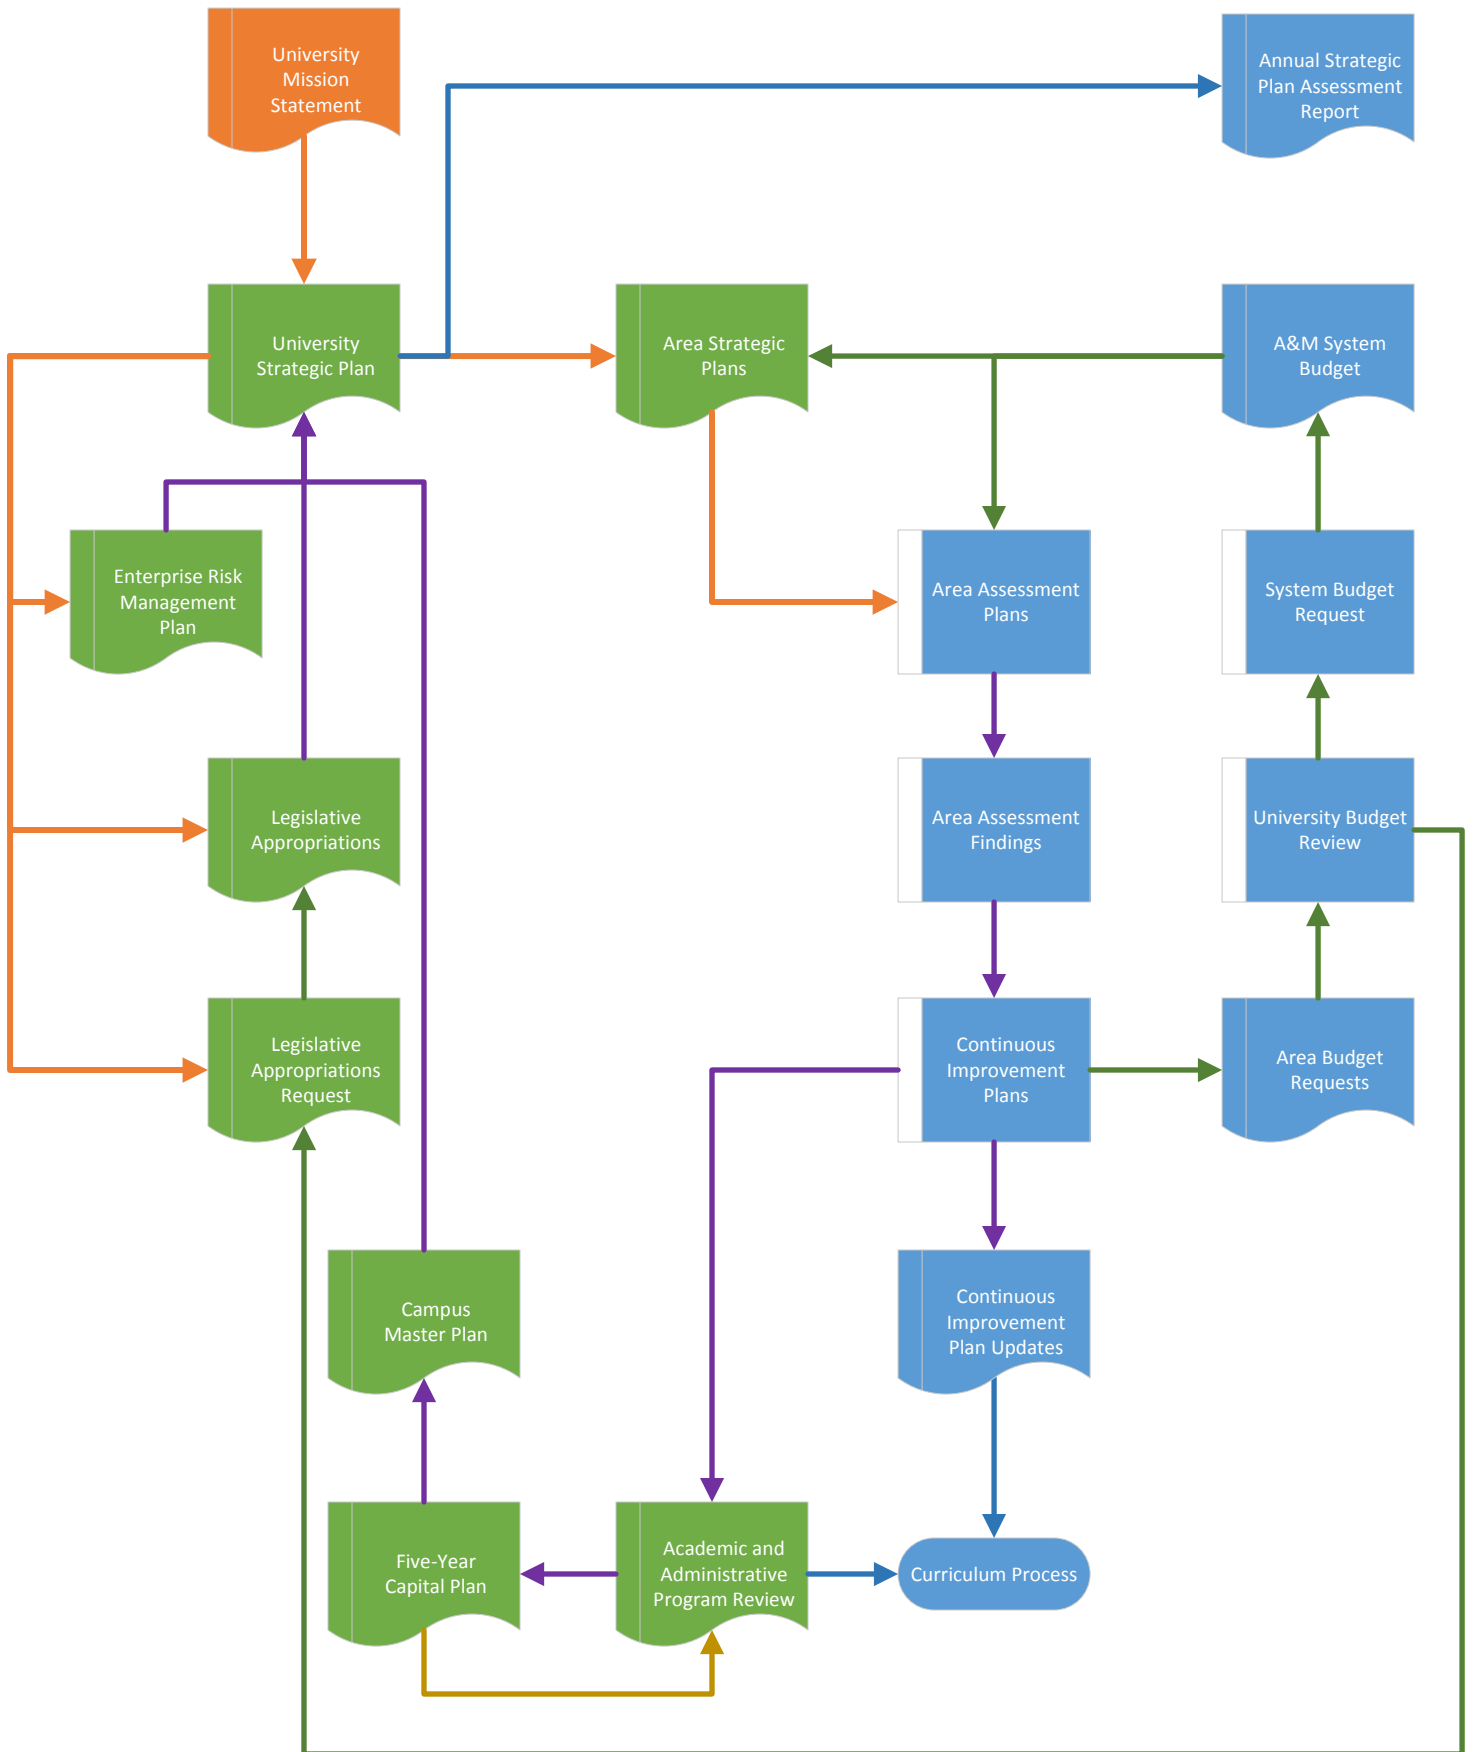 University
Mission
Statement
Annual Strategic
Plan Assessment
Report
University
Strategic Plan
Area Strategic
Plans
A&M System
Budget
Enterprise Risk
Management
Plan
Area Assessment
Plans
System Budget
Request
Legislative
Appropriations
Area Assessment
Findings
University Budget
Review
Legislative
Appropriations
Request
Continuous
Improvement
Plans
Area Budget
Requests
Campus
Master Plan
Continuous
Improvement
Plan Updates
Five-Year
Capital Plan
Academic and
Administrative
Program Review
Curriculum Process